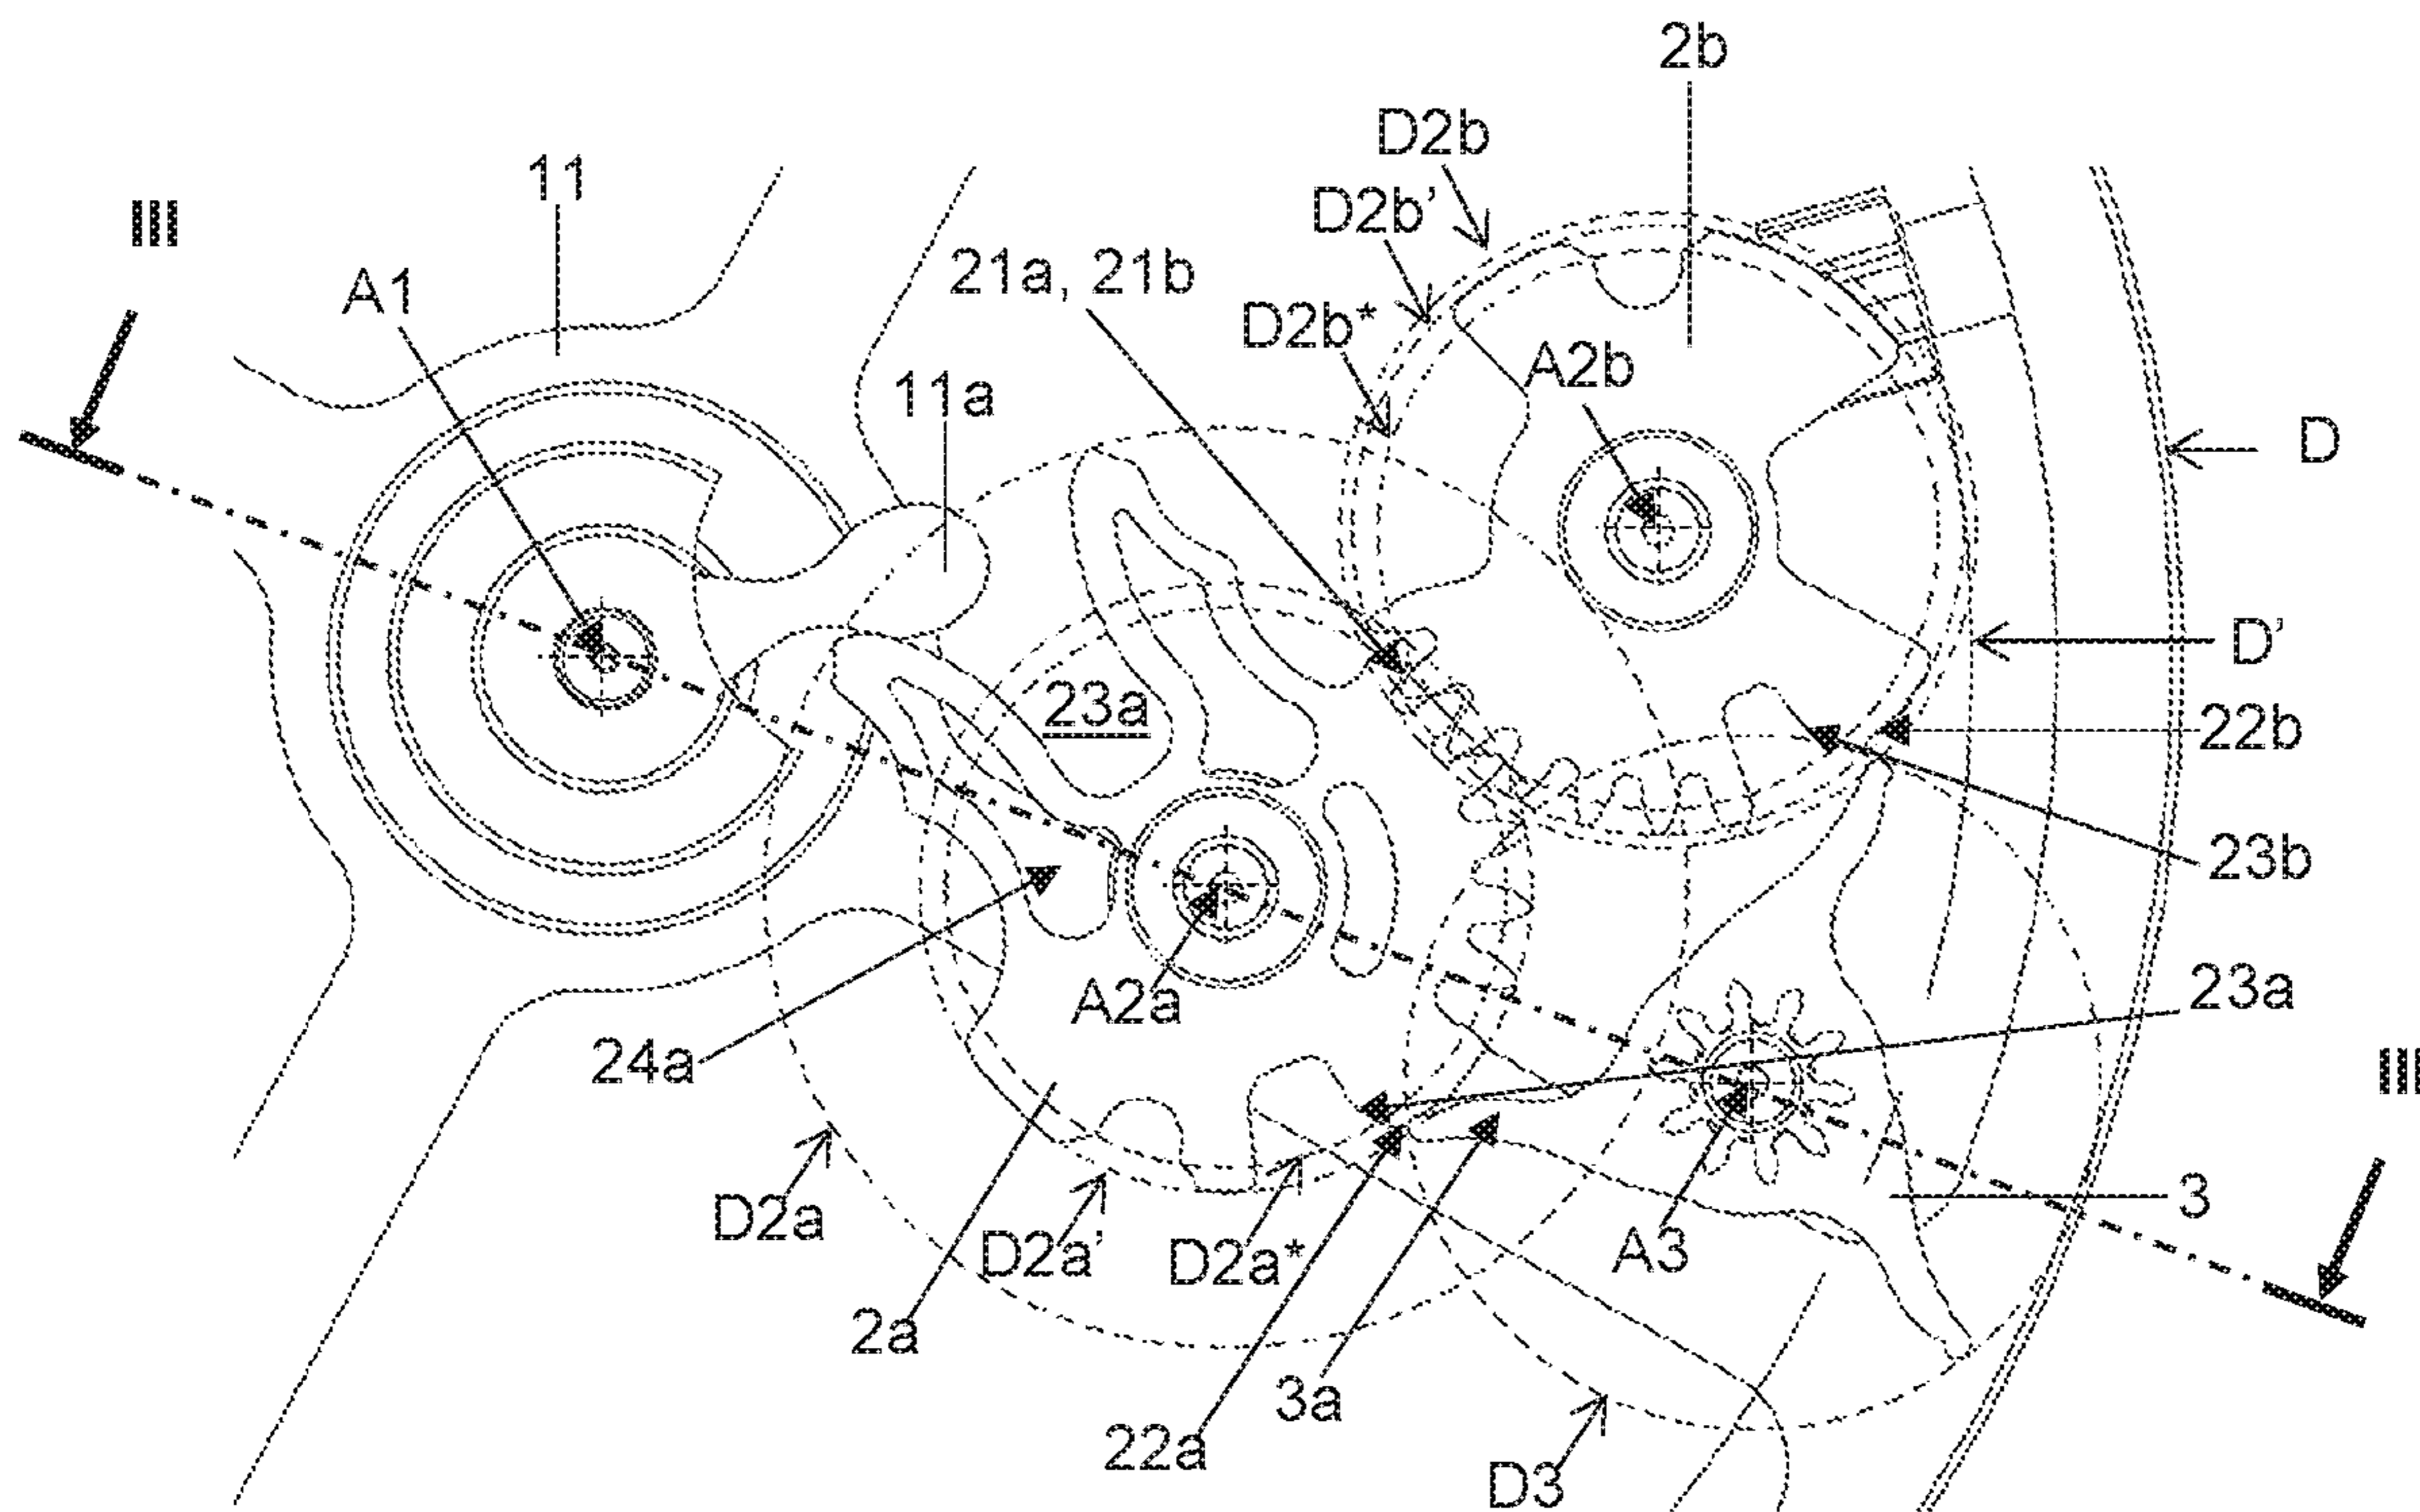 2b
D2b
11
D2b’
III
21a, 21b
A1
D2b*
A2b
11a
D
D’
23a
22b
23b
A2a
23a
24a
III
D2a
D2a’
D2a*
A3
3
2a
3a
22a
D3